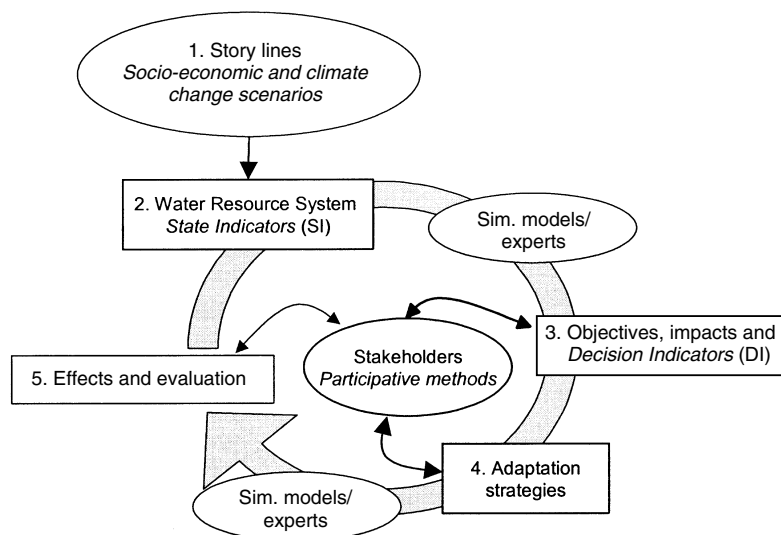 1. Story lines
Socio-economic and climate
change scenarios
2. Water Resource System
State Indicators (SI)
Sim. models/
experts
3. Objectives, impacts and
Decision Indicators (DI)
Stakeholders
Participative methods
5. Effects and evaluation
4. Adaptation
strategies
Sim. models/
experts